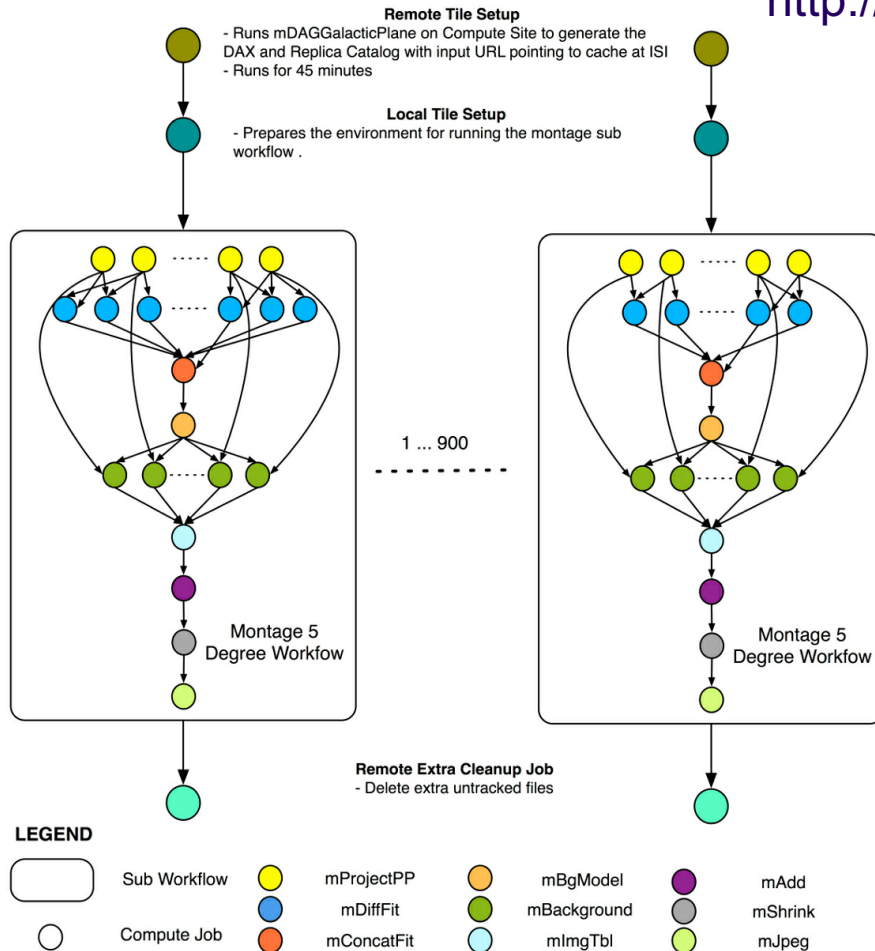 http://
Remote Tile Setup
- Runs mDAGGalacticPlane on Compute Site to generate the
DAX and Replica Catalog with input URL pointing to cache at ISI
- Runs for 45 minutes
Local Tile Setup
- Prepares the environment for running the montage sub
workflow .
1 ... 900
Montage 5
Degree Workfow
Montage 5
Degree Workfow
Remote Extra Cleanup Job
- Delete extra untracked files
LEGEND
Sub Workflow
mProjectPP
mBgModel
mAdd
mDiffFit
mBackground
mShrink
Compute Job
mConcatFit
mImgTbl
mJpeg